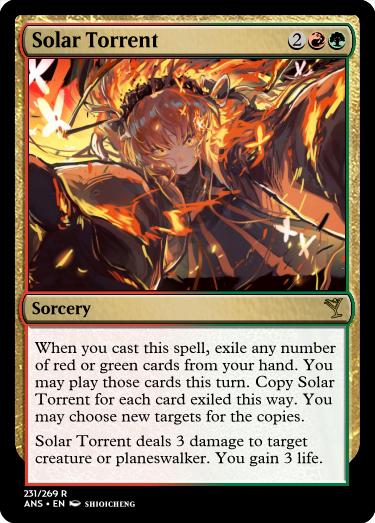 Solar Torrent 2
Sorcery
When you cast this spell, exile any number
of red or green cards from your hand. You
may play those cards this turn. Copy Solar
Torrent for each card exiled this way. You
may choose new targets for the copies.
Solar Torrent deals 3 damage to target
creature or planeswalker. You gain 3 life.
231/269 R
ANS • EN SHIOICHENG